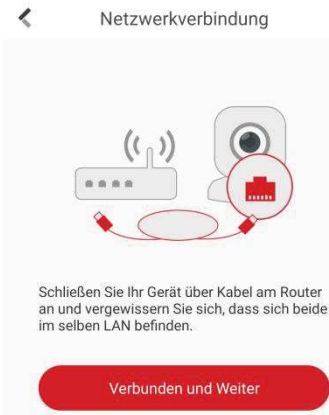 Netzwerkverbindung
Schließen Sie Ihr Gerät über Kabel am Router
an und vergewissern Sie sich, dass sich beide
im selben LAN befinden.
Verbunden und Weiter